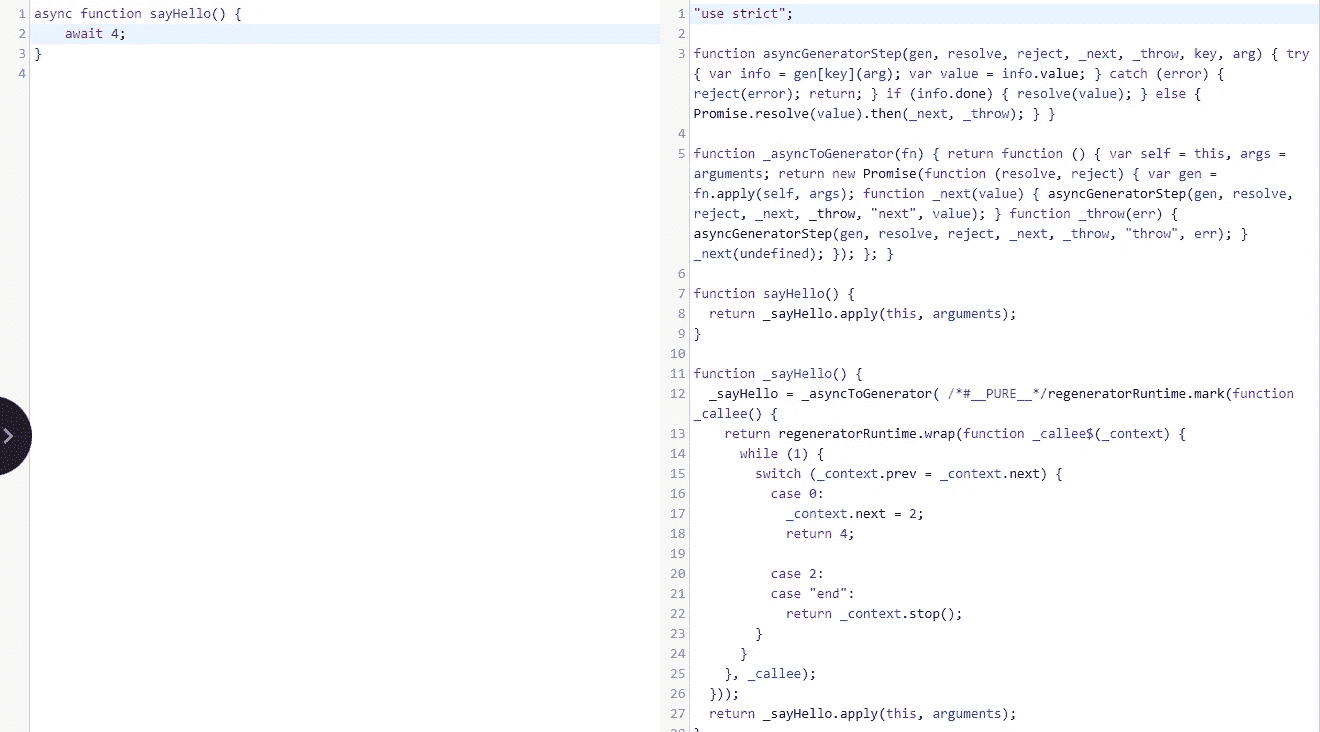 1 async function sayHello() {
2     await 4;
3 }
4
1 "use strict";
2
3 function asyncGeneratorStep(gen, resolve, reject, _next, _throw, key, arg) { try
{ var info = gen[key](arg); var value = info.value; } catch (error) {
reject(error); return; } if (info.done) { resolve(value); } else {
Promise.resolve(value).then(_next, _throw); } }
4
5 function _asyncToGenerator(fn) { return function () { var self = this, args =
arguments; return new Promise(function (resolve, reject) { var gen =
fn.apply(self, args); function _next(value) { asyncGeneratorStep(gen, resolve,
reject, _next, _throw, "next", value); } function _throw(err) {
asyncGeneratorStep(gen, resolve, reject, _next, _throw, "throw", err); }
_next(undefined); }); }; }
6
7 function sayHello() {
8   return _sayHello.apply(this, arguments);
9 }
10
11 function _sayHello() {
12   _sayHello = _asyncToGenerator( /*#__PURE__*/regeneratorRuntime.mark(function
_callee() {
13     return regeneratorRuntime.wrap(function _callee$(_context) {
14       while (1) {
15         switch (_context.prev = _context.next) {
16           case 0:
17             _context.next = 2;
18             return 4;
19
20           case 2:
21           case "end":
22             return _context.stop();
23         }
24       }
25     }, _callee);
26   }));
27   return _sayHello.apply(this, arguments);